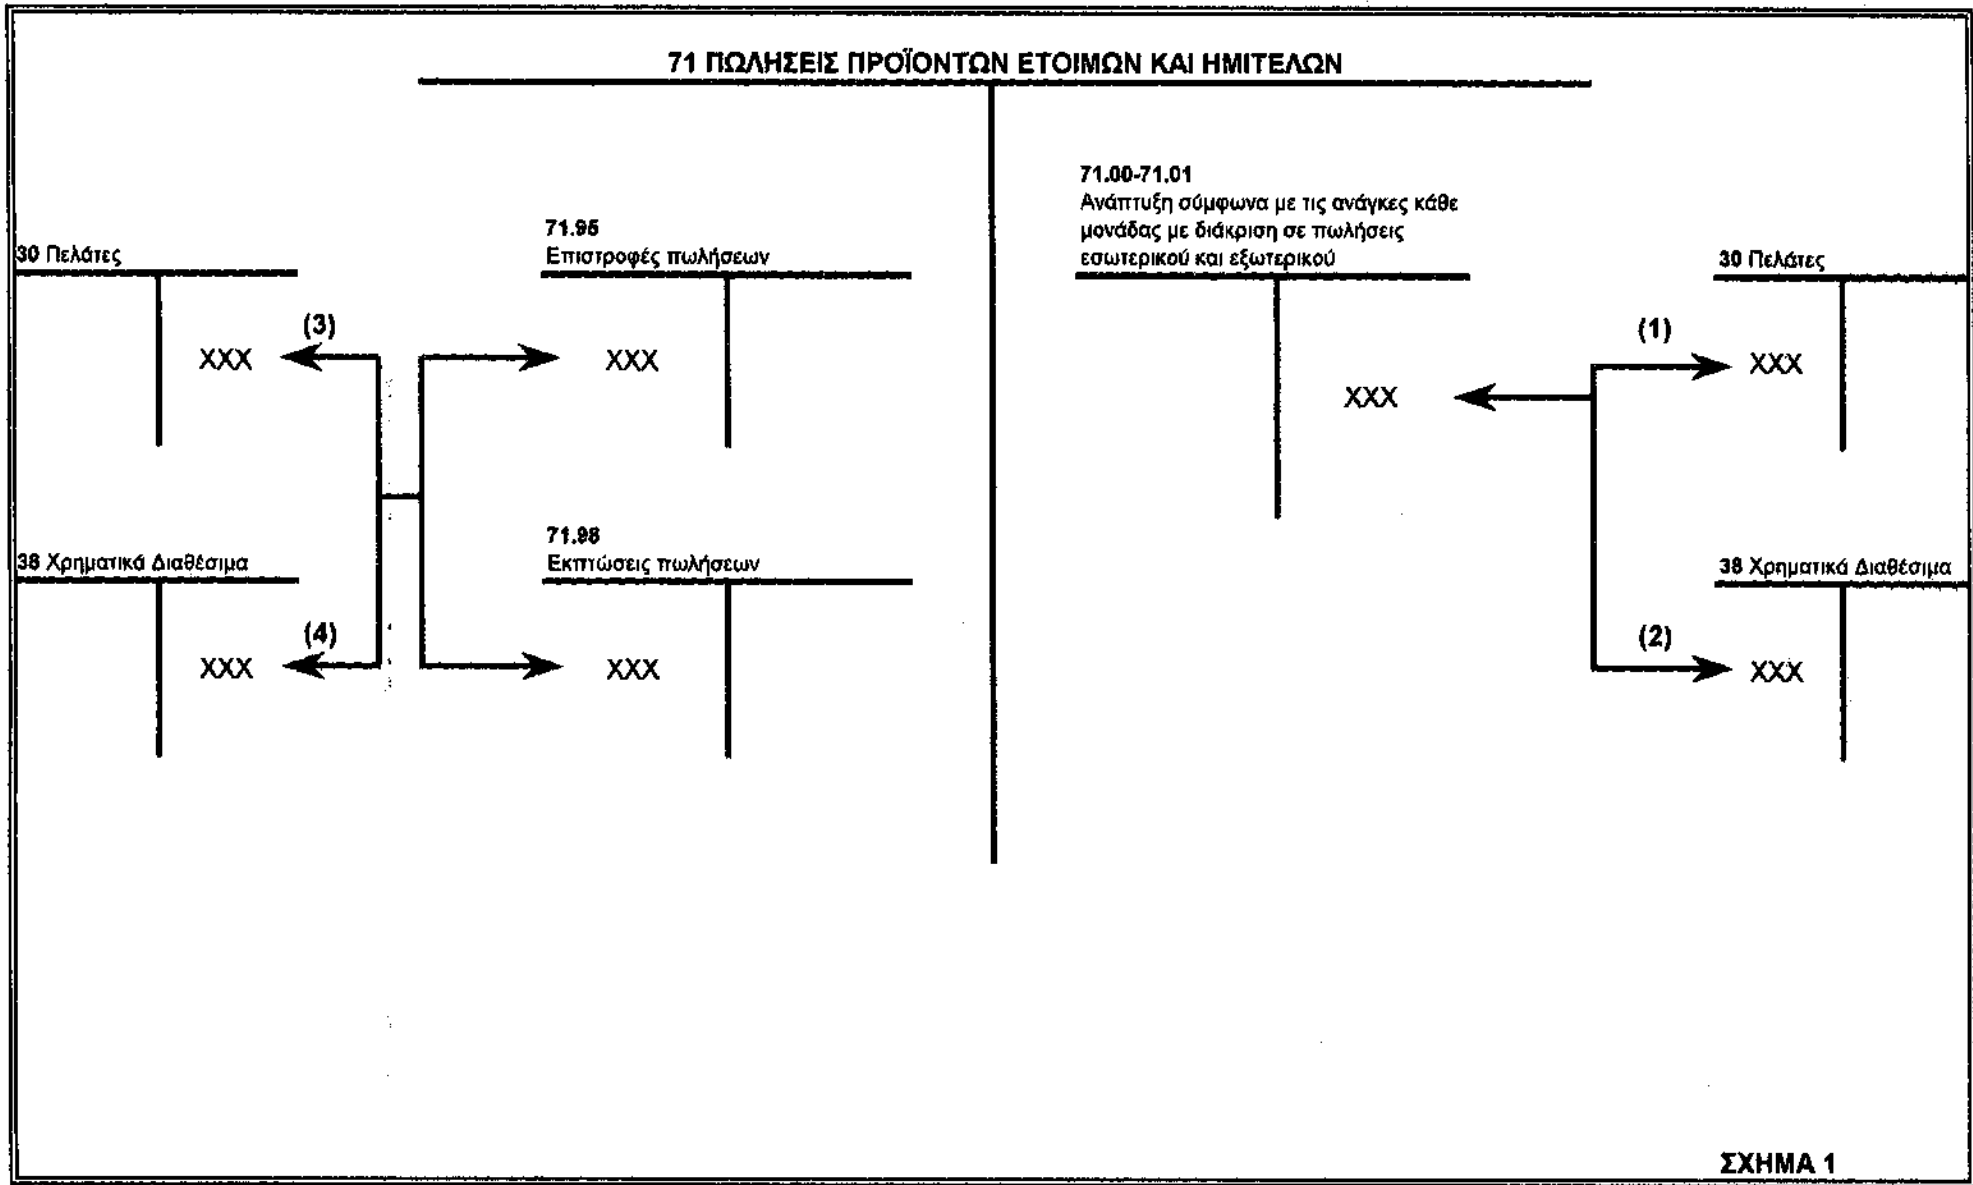 71 ΠΩΛΗΣΕΙΣ ΠΡΟΪΟΝΤΩΝ ΕΤΟΙΜΩΝ ΚΑΙ ΗΜΙΤΕΛΩΝ
30 Πελάτες
(3)
XXX
71.95
Επιστροφές πωλήσεων
XXX
38 Χρηματικά Διαθέσιμα
(4)
XXX
71.98
Εκπτώσεις πωλήσεων
XXX
71.00-71.01
Ανάπτυξη σύμφωνα με τις ανάγκες κάθε
μονάδας με διάκριση σε πωλήσεις
εσωτερικού και εξωτερικού
XXX
30 Πελάτες
(1)
XXX
38 Χρηματικά Διαθέσιμα
(2)
XXX
ΣΧΗΜΑ 1